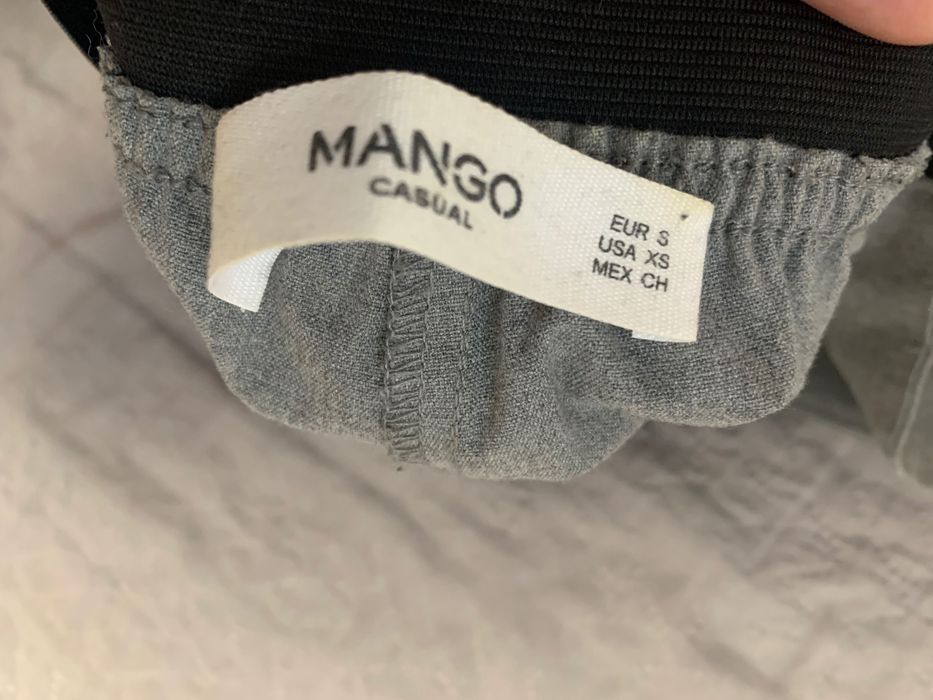 MANGO
CASUAL
EUR S
USA XS
MEX CH